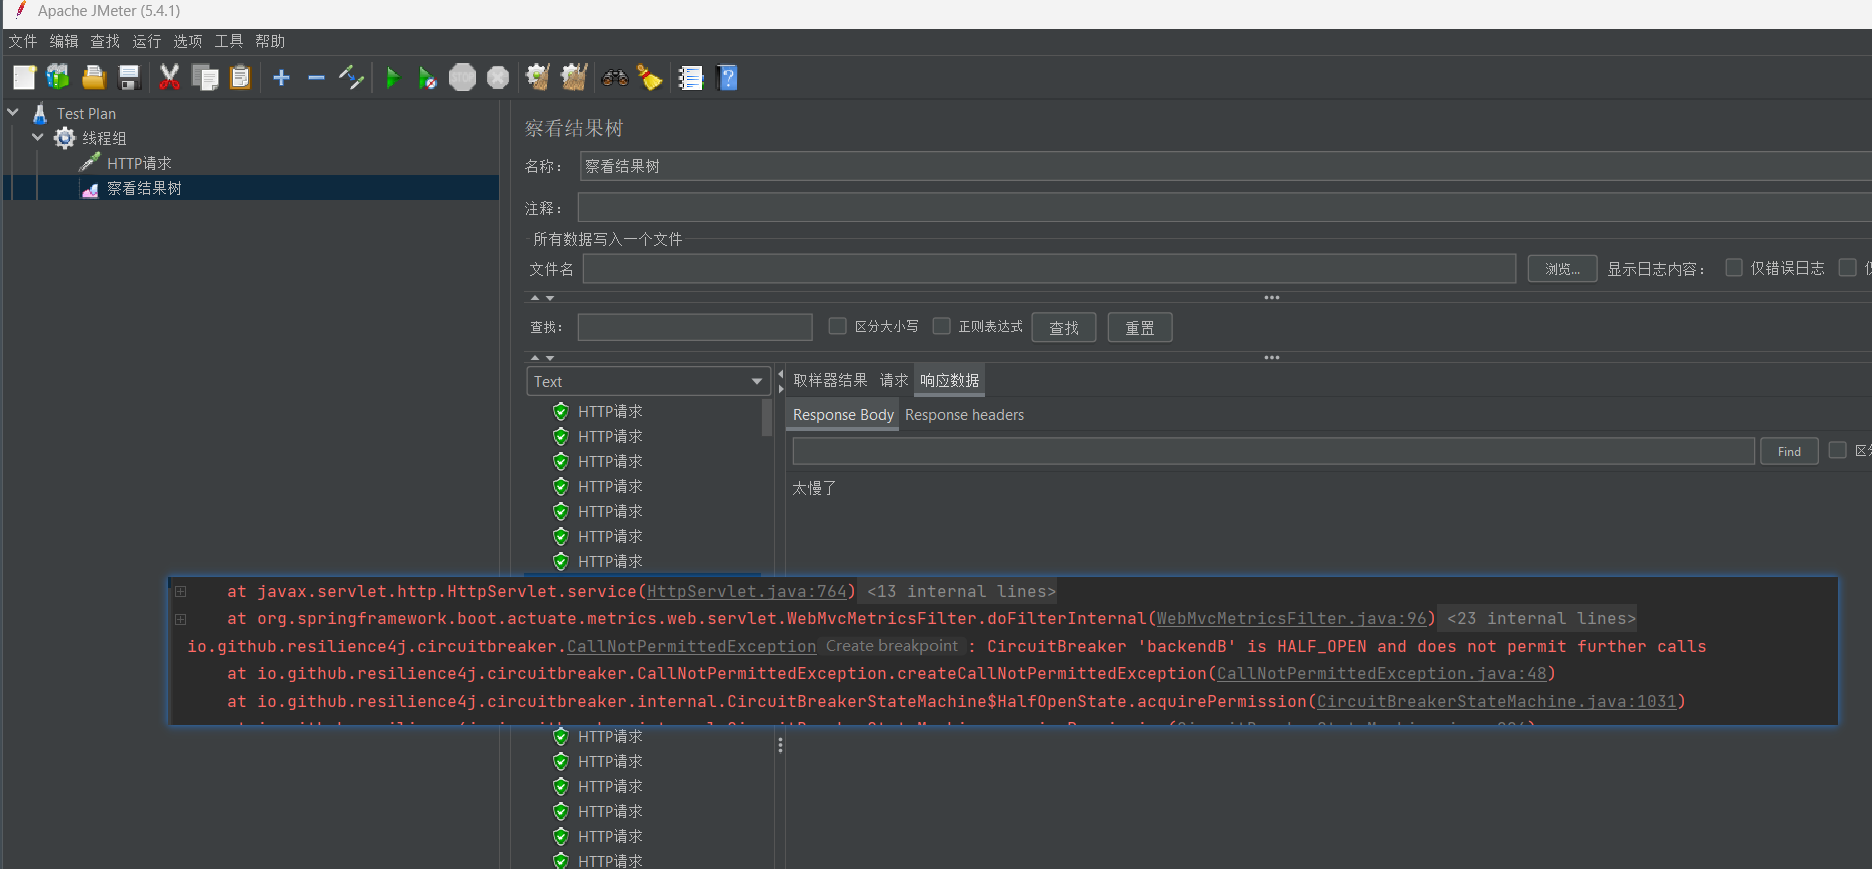 Apache JMeter (5.4.1)
文件 编辑 查找 运行 选项 工具 帮助
STOP
Test Plan
线程组
HTTP请求
察看结果树
察看结果树
名称： 察看结果树
注释：
所有数据写入一个文件
文件名 浏览... 显示日志内容： 仅错误日志
查找: 区分大小写 正则表达式 查找 重置
Text
取样器结果 请求 响应数据
HTTP请求
Response Body Response headers
HTTP请求
Find
HTTP请求
太慢了
HTTP请求
HTTP请求
HTTP请求
HTTP请求
at javax.servlet.http.HttpServlet.service(HttpServlet.java:764) <13 internal lines>
at org.springframework.boot.actuate.metrics.web.servlet.WebMvcMetricsFilter.doFilterInternal(WebMvcMetricsFilter.java:96) <23 internal lines>
io.github.resilience4j.circuitbreaker.CallNotPermittedException Create breakpoint : CircuitBreaker 'backendB' is HALF_OPEN and does not permit further calls
at io.github.resilience4j.circuitbreaker.CallNotPermittedException.createCallNotPermittedException(CallNotPermittedException.java:48)
at io.github.resilience4j.circuitbreaker.internal.CircuitBreakerStateMachine$HalfOpenState.acquirePermission(CircuitBreakerStateMachine.java:1031)
HTTP请求
HTTP请求
HTTP请求
HTTP请求
HTTP请求
HTTP请求